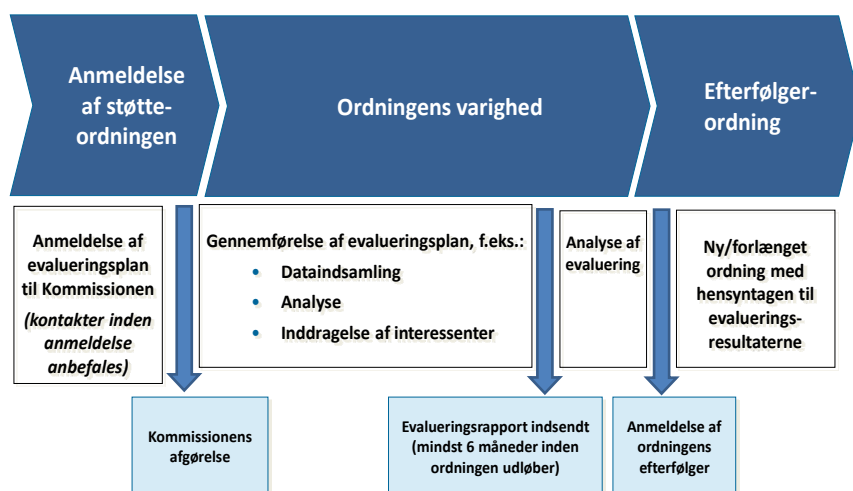 Anmeldelse
af støtte-
ordningen
Ordningens varighed
Efterfølger-
ordning
Anmeldelse af
evalueringsplan
til Kommissionen
(kontakter inden
anmeldelse
anbefales)
Gennemførelse af evalueringsplan, f.eks.:
• Dataindsamling
• Analyse
• Inddragelse af interessenter
Analyse af
evaluering
Ny/forlænget
ordning med
hensyntagen til
evaluerings-
resultaterne
Kommissionens
afgørelse
Evalueringsrapport indsendt
(mindst 6 måneder inden
ordningen udløber)
Anmeldelse af
ordningens
efterfølger